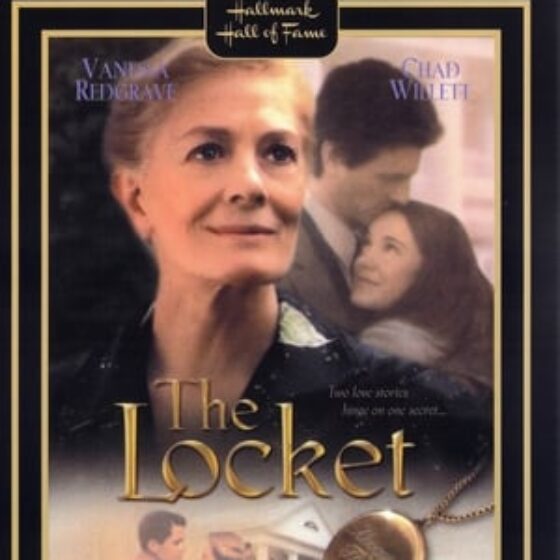 Hallmark
Hall of Fame
VANESSA
REDGRAVE
CHAD
WILLETT
Two love stories
hinge on one secret...
The
Locket